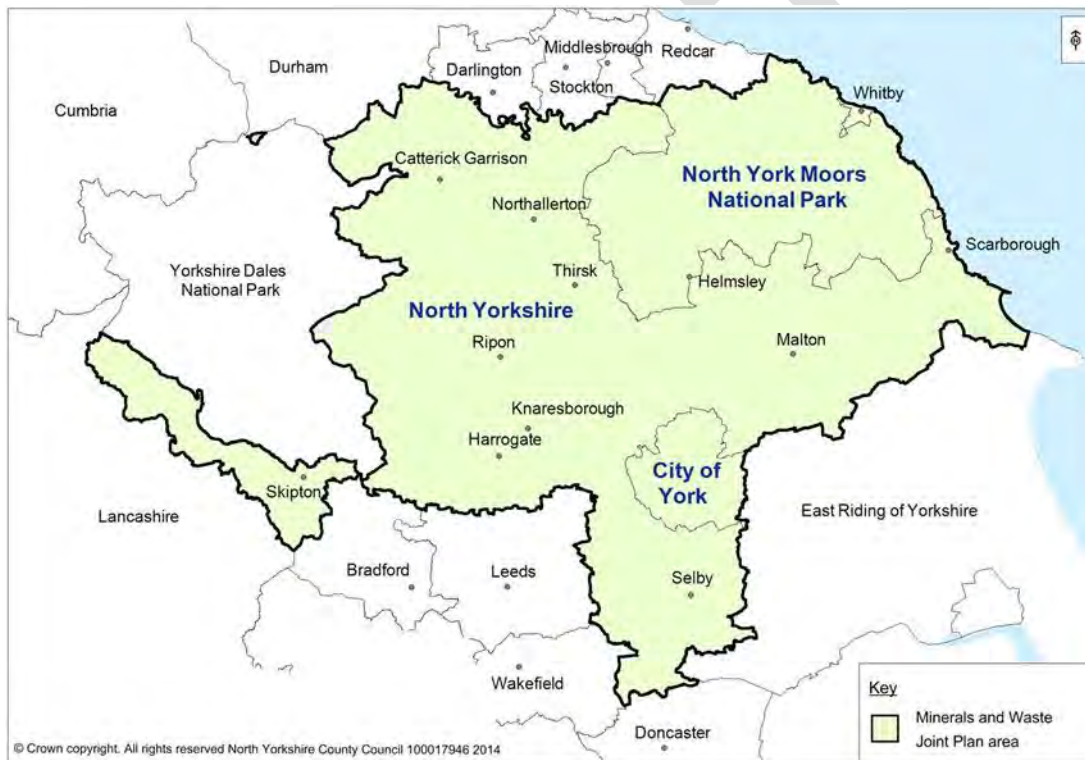 Durham
Cumbria
Darlington
Middlesbrough
Stockton
Redcar
Whitby
Catterick Garrison
Northallerton
North York Moors
National Park
Scarborough
Yorkshire Dales
National Park
Thirsk
Helmsley
North Yorkshire
Ripon
Malton
Knaresborough
Harrogate
City of
York
Skipton
Lancashire
East Riding of Yorkshire
Bradford
Leeds
Selby
Wakefield
Doncaster
Key
Minerals and Waste
Joint Plan area
© Crown copyright. All rights reserved North Yorkshire County Council 100017946 2014